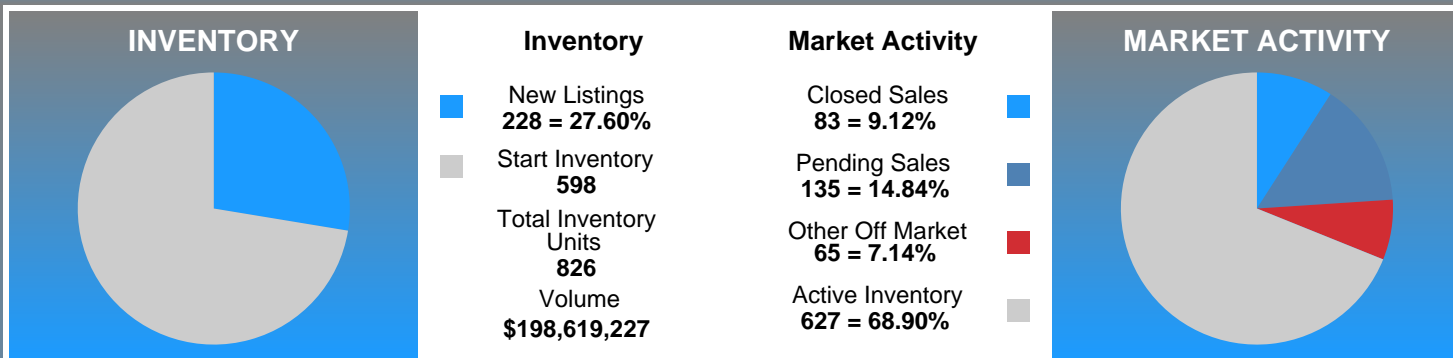 INVENTORY
Inventory
New Listings
228 = 27.60%
Start Inventory
598
Total Inventory
Units
826
Volume
$198,619,227
Market Activity
Closed Sales
83 = 9.12%
Pending Sales
135 = 14.84%
Other Off Market
65 = 7.14%
Active Inventory
627 = 68.90%
MARKET ACTIVITY